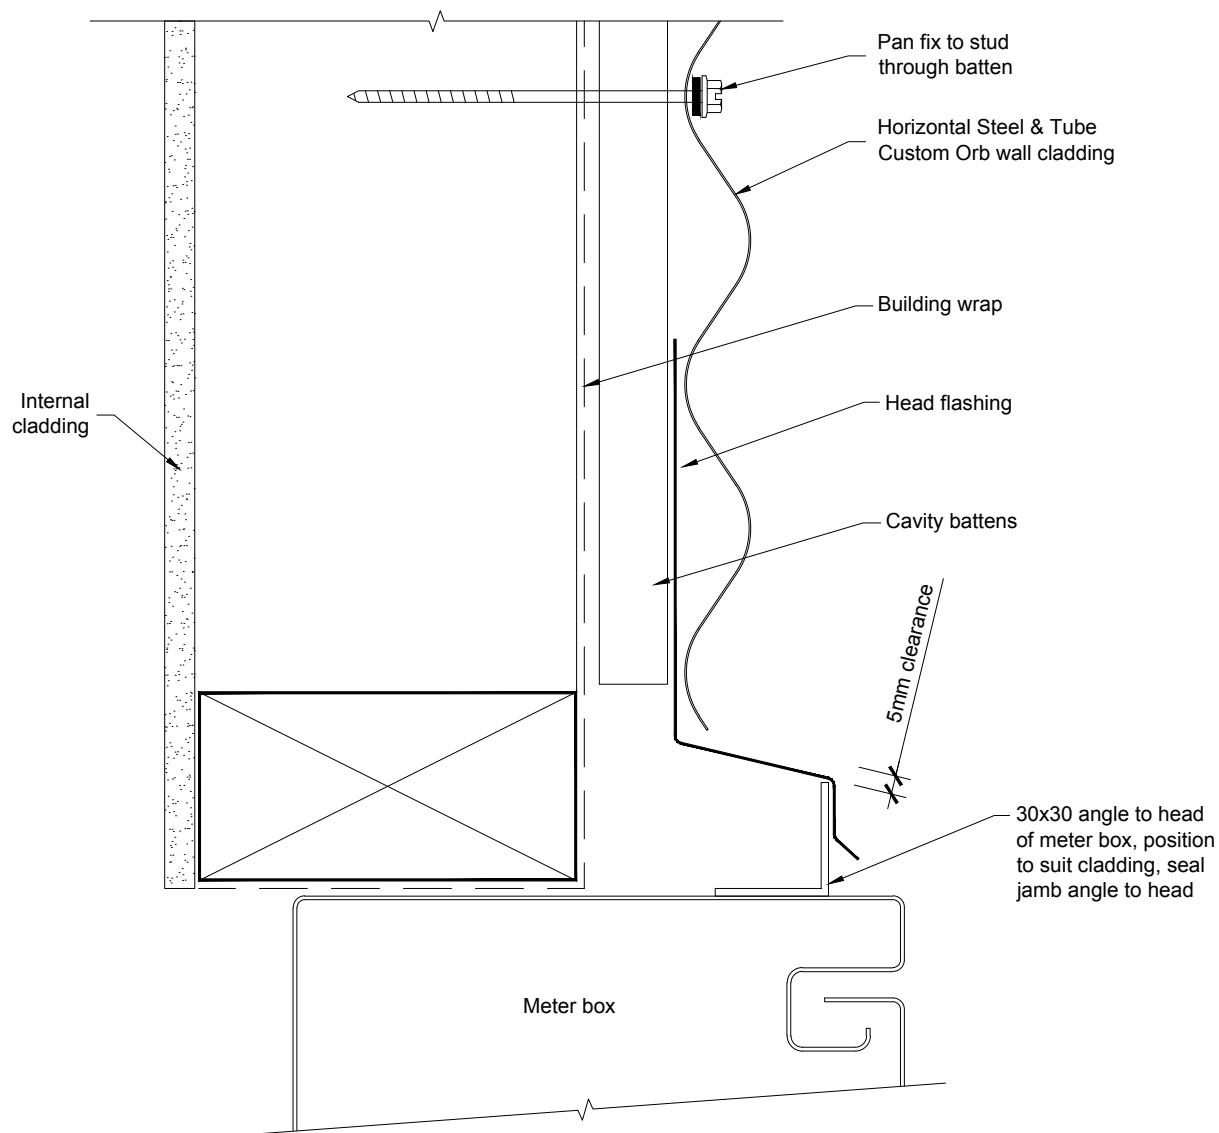 Pan fix to stud
through batten
Horizontal Steel & Tube
Custom Orb wall cladding
Building wrap
Internal
cladding
Head flashing
Cavity battens
5mm clearance
30x30 angle to head
of meter box, position
to suit cladding, seal
jamb angle to head
Meter box